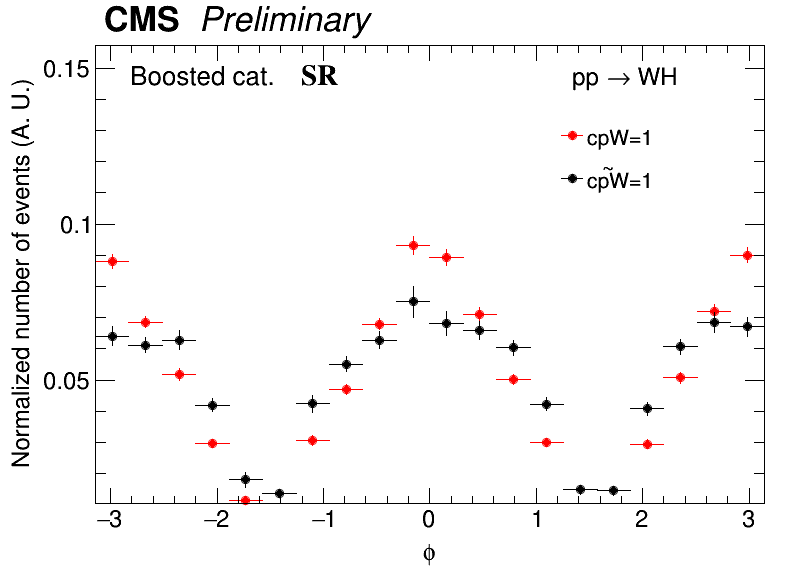 CMS Preliminary
Boosted cat. SR
pp → WH
cpW=1
cpW̃=1
Normalized number of events (A. U.)
0.15
0.1
0.05
−3 −2 −1 0 1 2 3
ϕ